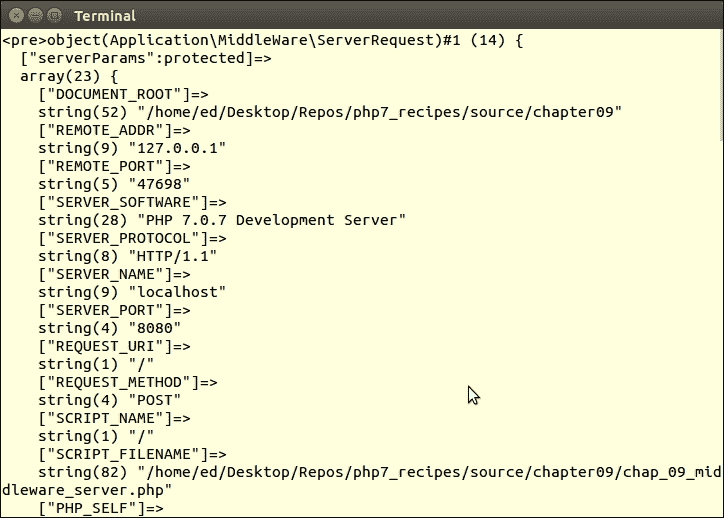 Terminal
<pre>object(Application\MiddleWare\ServerRequest)#1 (14) {
["serverParams":protected]=>
array(23) {
["DOCUMENT_ROOT"]=>
string(52) "/home/ed/Desktop/Repos/php7_recipes/source/chapter09"
["REMOTE_ADDR"]=>
string(9) "127.0.0.1"
["REMOTE_PORT"]=>
string(5) "47698"
["SERVER_SOFTWARE"]=>
string(28) "PHP 7.0.7 Development Server"
["SERVER_PROTOCOL"]=>
string(8) "HTTP/1.1"
["SERVER_NAME"]=>
string(9) "localhost"
["SERVER_PORT"]=>
string(4) "8080"
["REQUEST_URI"]=>
string(1) "/"
["REQUEST_METHOD"]=>
string(4) "POST"
["SCRIPT_NAME"]=>
string(1) "/"
["SCRIPT_FILENAME"]=>
string(82) "/home/ed/Desktop/Repos/php7_recipes/source/chapter09/chap_09_mid
dleware_server.php"
["PHP_SELF"]=>